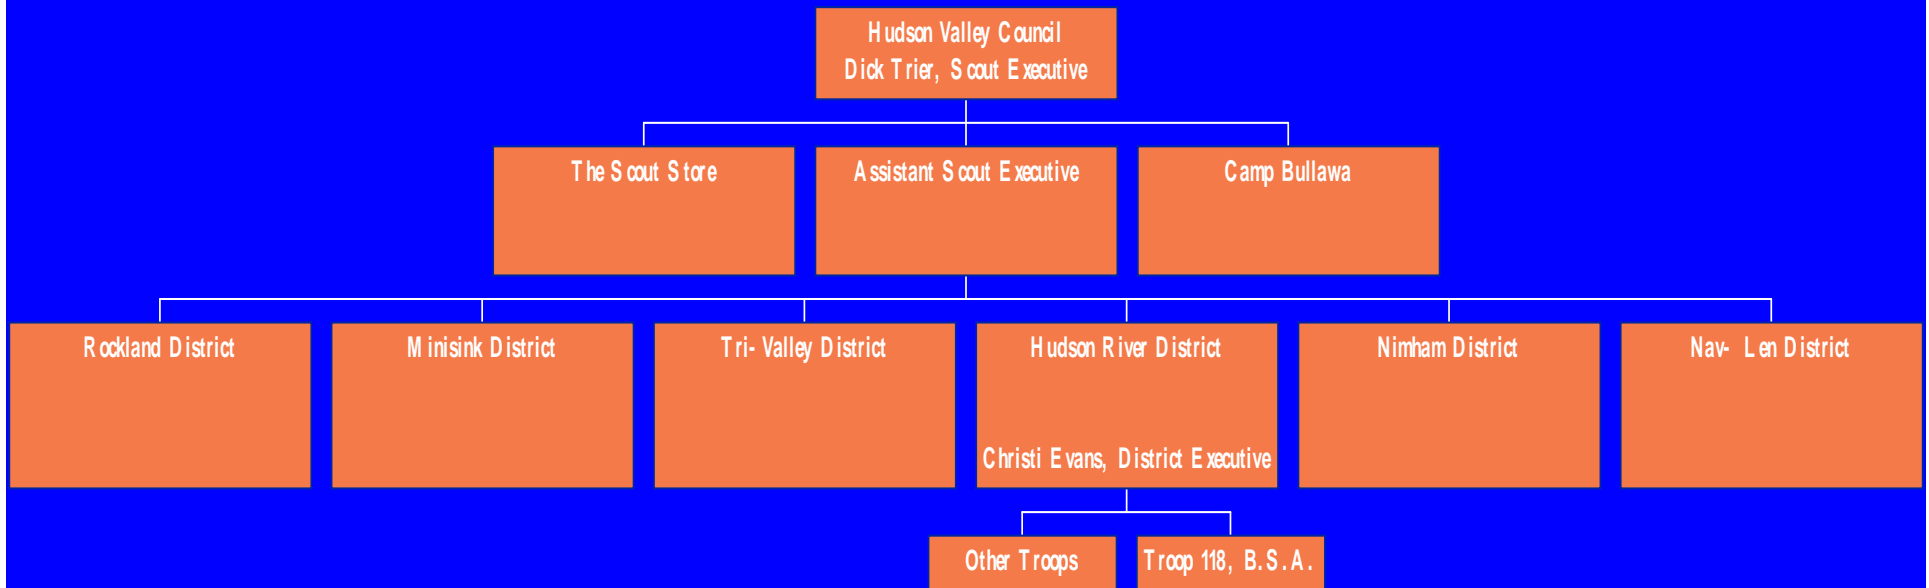 Hudson Valley Council
Dick Trier, Scout Executive
The Scout Store
Assistant Scout Executive
Camp Bullawa
Rockland District
Minisink District
Tri- Valley District
Hudson River District
Christi Evans, District Executive
Nimham District
Nav- Len District
Other Troops
Troop 118, B.S.A.